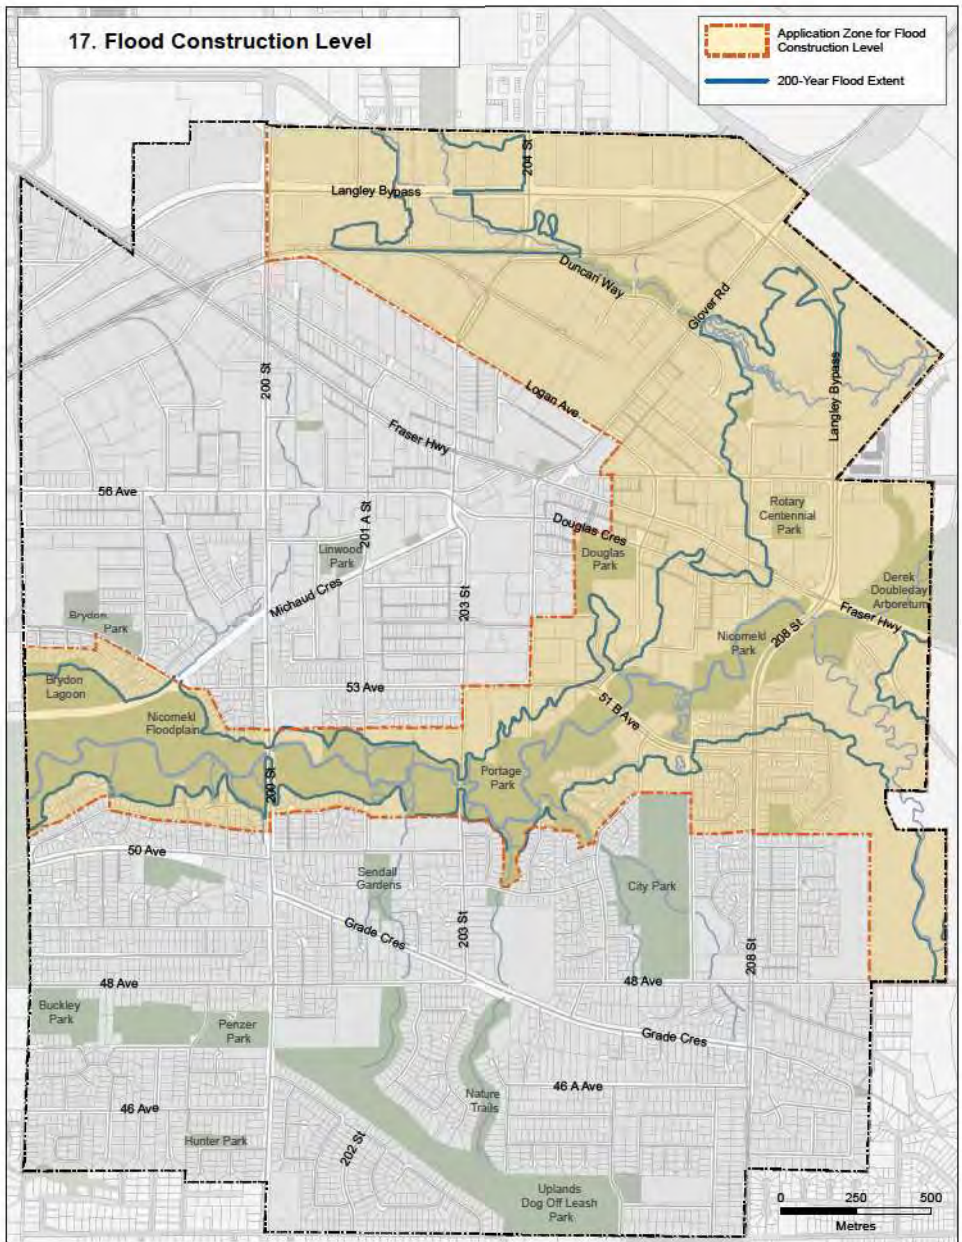 17. Flood Construction Level
Application Zone for Flood
Construction Level
200-Year Flood Extent
204 St
Langley Bypass
Duncan Way
Glover Rd
Langley Bypass
200 St
Logan Ave
Fraser Hwy
56 Ave
201 A St
Rotary
Centennial
Park
Douglas Cres
Linwood
Park
Douglas
Park
Michaud Cres
203 St
Derek
Doubleday
Arboretum
Brydon
Park
Fraser Hwy
Nicomekl
Park
208 St
Brydon
Lagoon
53 Ave
51 B Ave
Nicomekl
Floodplain
200 St
Portage
Park
50 Ave
Sendall
Gardens
City Park
Grade Cres
203 St
208 St
48 Ave
48 Ave
Buckley
Park
Penzer
Park
Grade Cres
46 A Ave
Nature
Trails
46 Ave
Hunter Park
202 St
Uplands
Dog Off Leash
Park
0 250 500
Metres